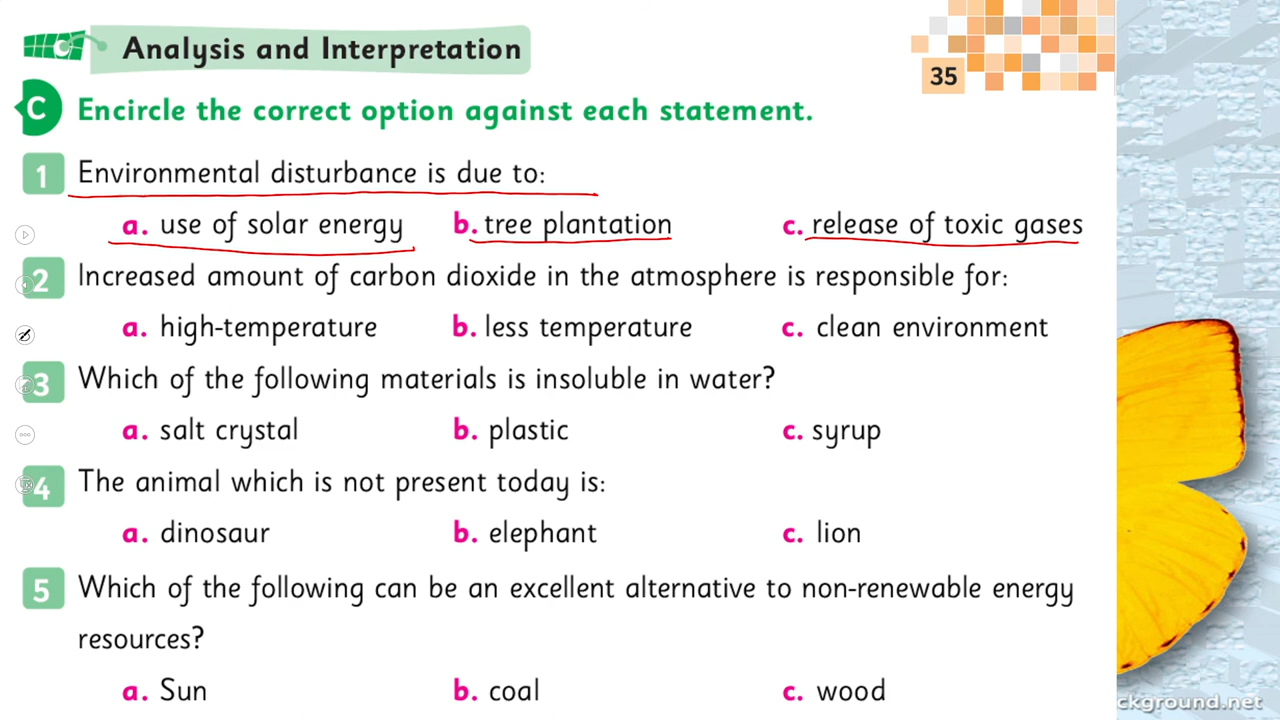 Analysis and Interpretation
35
C Encircle the correct option against each statement.
1 Environmental disturbance is due to:
a. use of solar energy b. tree plantation c. release of toxic gases
2 Increased amount of carbon dioxide in the atmosphere is responsible for:
a. high-temperature b. less temperature c. clean environment
3 Which of the following materials is insoluble in water?
a. salt crystal b. plastic c. syrup
4 The animal which is not present today is:
a. dinosaur b. elephant c. lion
5 Which of the following can be an excellent alternative to non-renewable energy
resources?
a. Sun b. coal c. wood
ckground.net